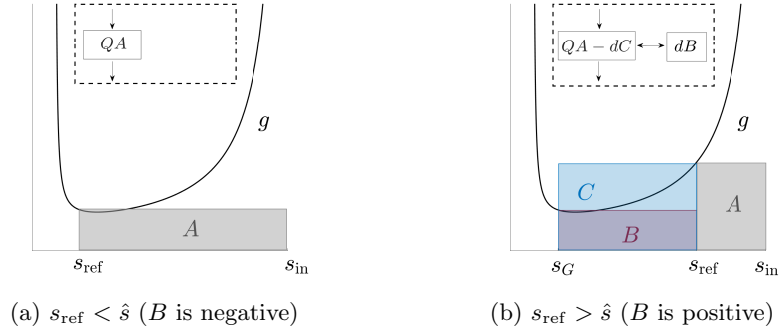 QA
g
A
s_ref
s_in
(a) s_ref < ŝ (B is negative)
QA − dC
dB
g
C
A
B
s_G
s_ref
s_in
(b) s_ref > ŝ (B is positive)